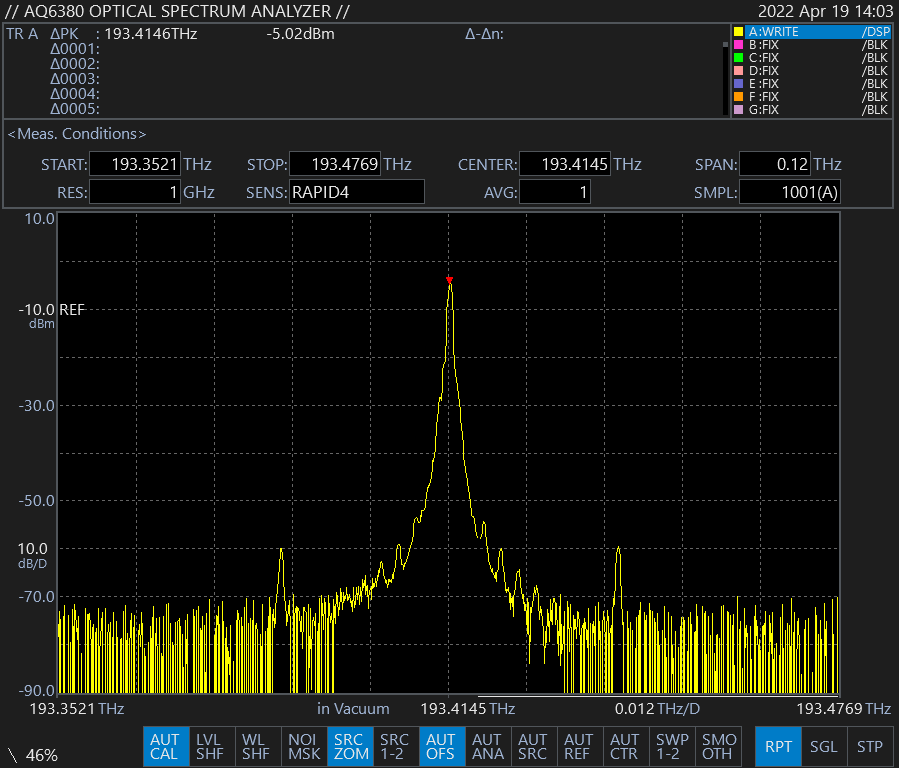 // AQ6380 OPTICAL SPECTRUM ANALYZER // 2022 Apr 19 14:03
TR A ΔPK : 193.4146THz -5.02dBm Δ-Δn:
Δ0001:
Δ0002:
Δ0003:
Δ0004:
Δ0005:
A:WRITE /DSP
B:FIX /BLK
C:FIX /BLK
D:FIX /BLK
E:FIX /BLK
F:FIX /BLK
G:FIX /BLK
<Meas. Conditions>
START: 193.3521 THz STOP: 193.4769 THz CENTER: 193.4145 THz SPAN: 0.12 THz
RES: 1 GHz SENS: RAPID4 AVG: 1 SMPL: 1001(A)
10.0
-10.0 REF
dBm
-30.0
-50.0
10.0
dB/D
-70.0
-90.0
193.3521 THz in Vacuum 193.4145 THz 0.012 THz/D 193.4769 THz
\ 46%
AUT CAL
LVL SHF
WL SHF
NOI MSK
SRC ZOM
SRC 1-2
AUT OFS
AUT ANA
AUT SRC
AUT REF
AUT CTR
SWP 1-2
SMO OTH
RPT
SGL
STP